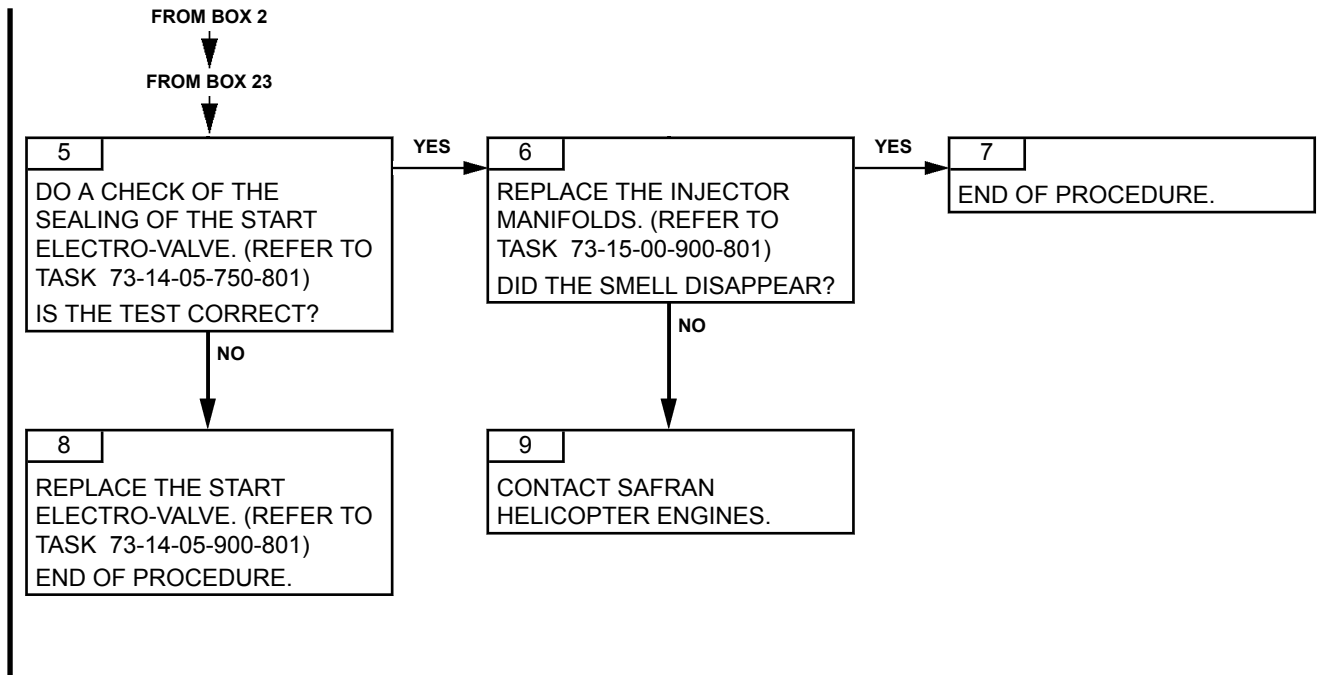 FROM BOX 2
FROM BOX 23
5
DO A CHECK OF THE
SEALING OF THE START
ELECTRO-VALVE. (REFER TO
TASK 73-14-05-750-801)
IS THE TEST CORRECT?
YES
6
REPLACE THE INJECTOR
MANIFOLDS. (REFER TO
TASK 73-15-00-900-801)
DID THE SMELL DISAPPEAR?
YES
7
END OF PROCEDURE.
NO
NO
8
REPLACE THE START
ELECTRO-VALVE. (REFER TO
TASK 73-14-05-900-801)
END OF PROCEDURE.
9
CONTACT SAFRAN
HELICOPTER ENGINES.